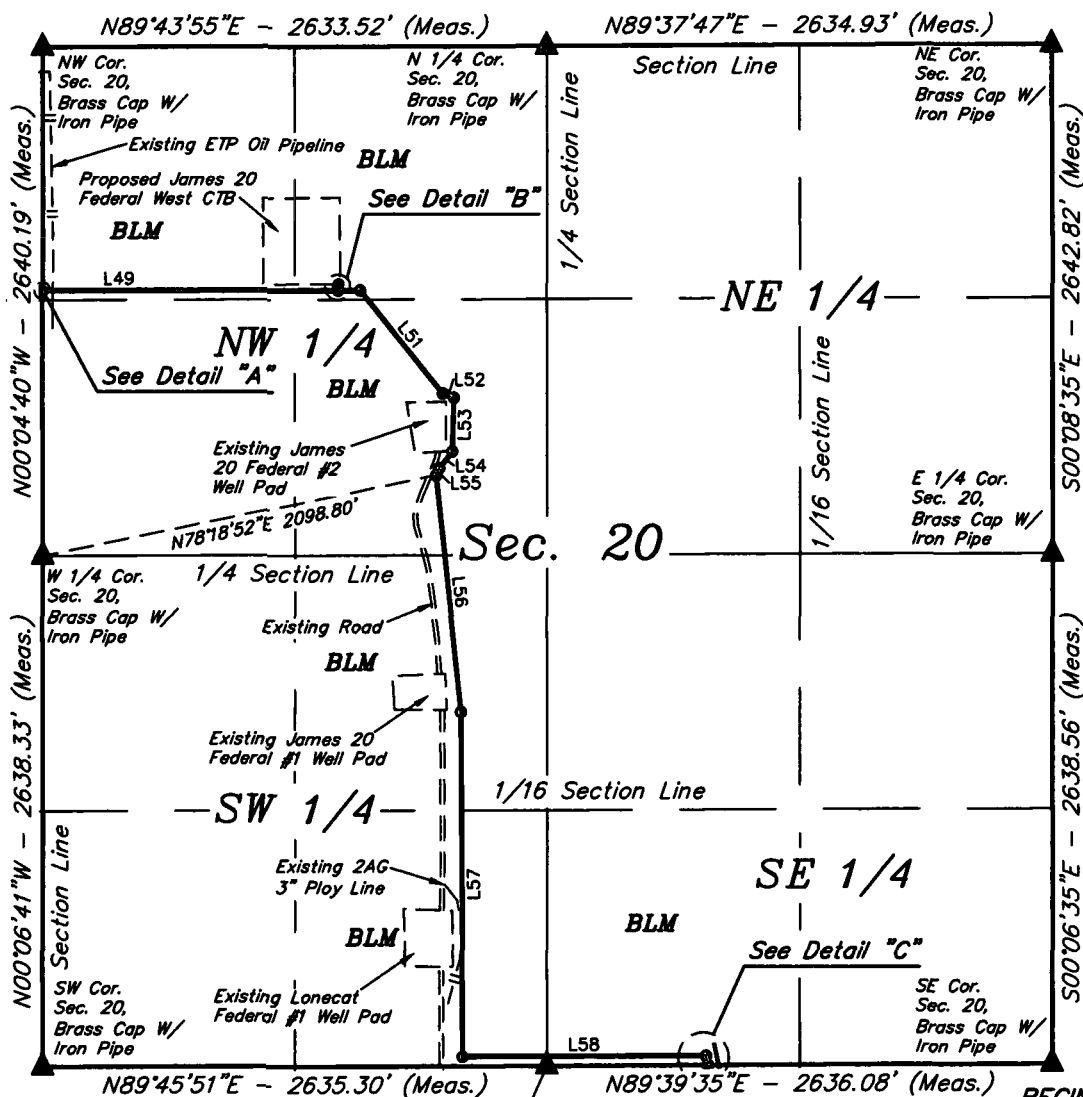 N89°43'55"E - 2633.52' (Meas.)
N89°37'47"E - 2634.93' (Meas.)
NW Cor.
Sec. 20,
Brass Cap W/
Iron Pipe
N 1/4 Cor.
Sec. 20,
Brass Cap W/
Iron Pipe
Section Line
NE Cor.
Sec. 20,
Brass Cap W/
Iron Pipe
1/4 Section Line
Existing ETP Oil Pipeline
BLM
Proposed James 20
Federal West CTB
See Detail "B"
BLM
N00°04'40"W - 2640.19' (Meas.)
S00°08'35"E - 2642.82' (Meas.)
L49
NW 1/4
NE 1/4
L51
See Detail "A"
BLM
L52
L53
1/16 Section Line
Existing James
20 Federal #2
Well Pad
L54
L55
E 1/4 Cor.
Sec. 20,
Brass Cap W/
Iron Pipe
N78°18'52"E 2098.80'
Sec. 20
W 1/4 Cor.
Sec. 20,
Brass Cap W/
Iron Pipe
1/4 Section Line
L56
Existing Road
BLM
N00°06'41"W - 2638.33' (Meas.)
S00°06'35"E - 2638.56' (Meas.)
Existing James 20
Federal #1 Well Pad
1/16 Section Line
SW 1/4
Section Line
Existing 2AG
3" Ploy Line
L57
SE 1/4
BLM
BLM
See Detail "C"
SW Cor.
Sec. 20,
Brass Cap W/
Iron Pipe
Existing Lonecat
Federal #1 Well Pad
SE Cor.
Sec. 20,
Brass Cap W/
Iron Pipe
L58
N89°45'51"E - 2635.30' (Meas.)
N89°39'35"E - 2636.08' (Meas.)